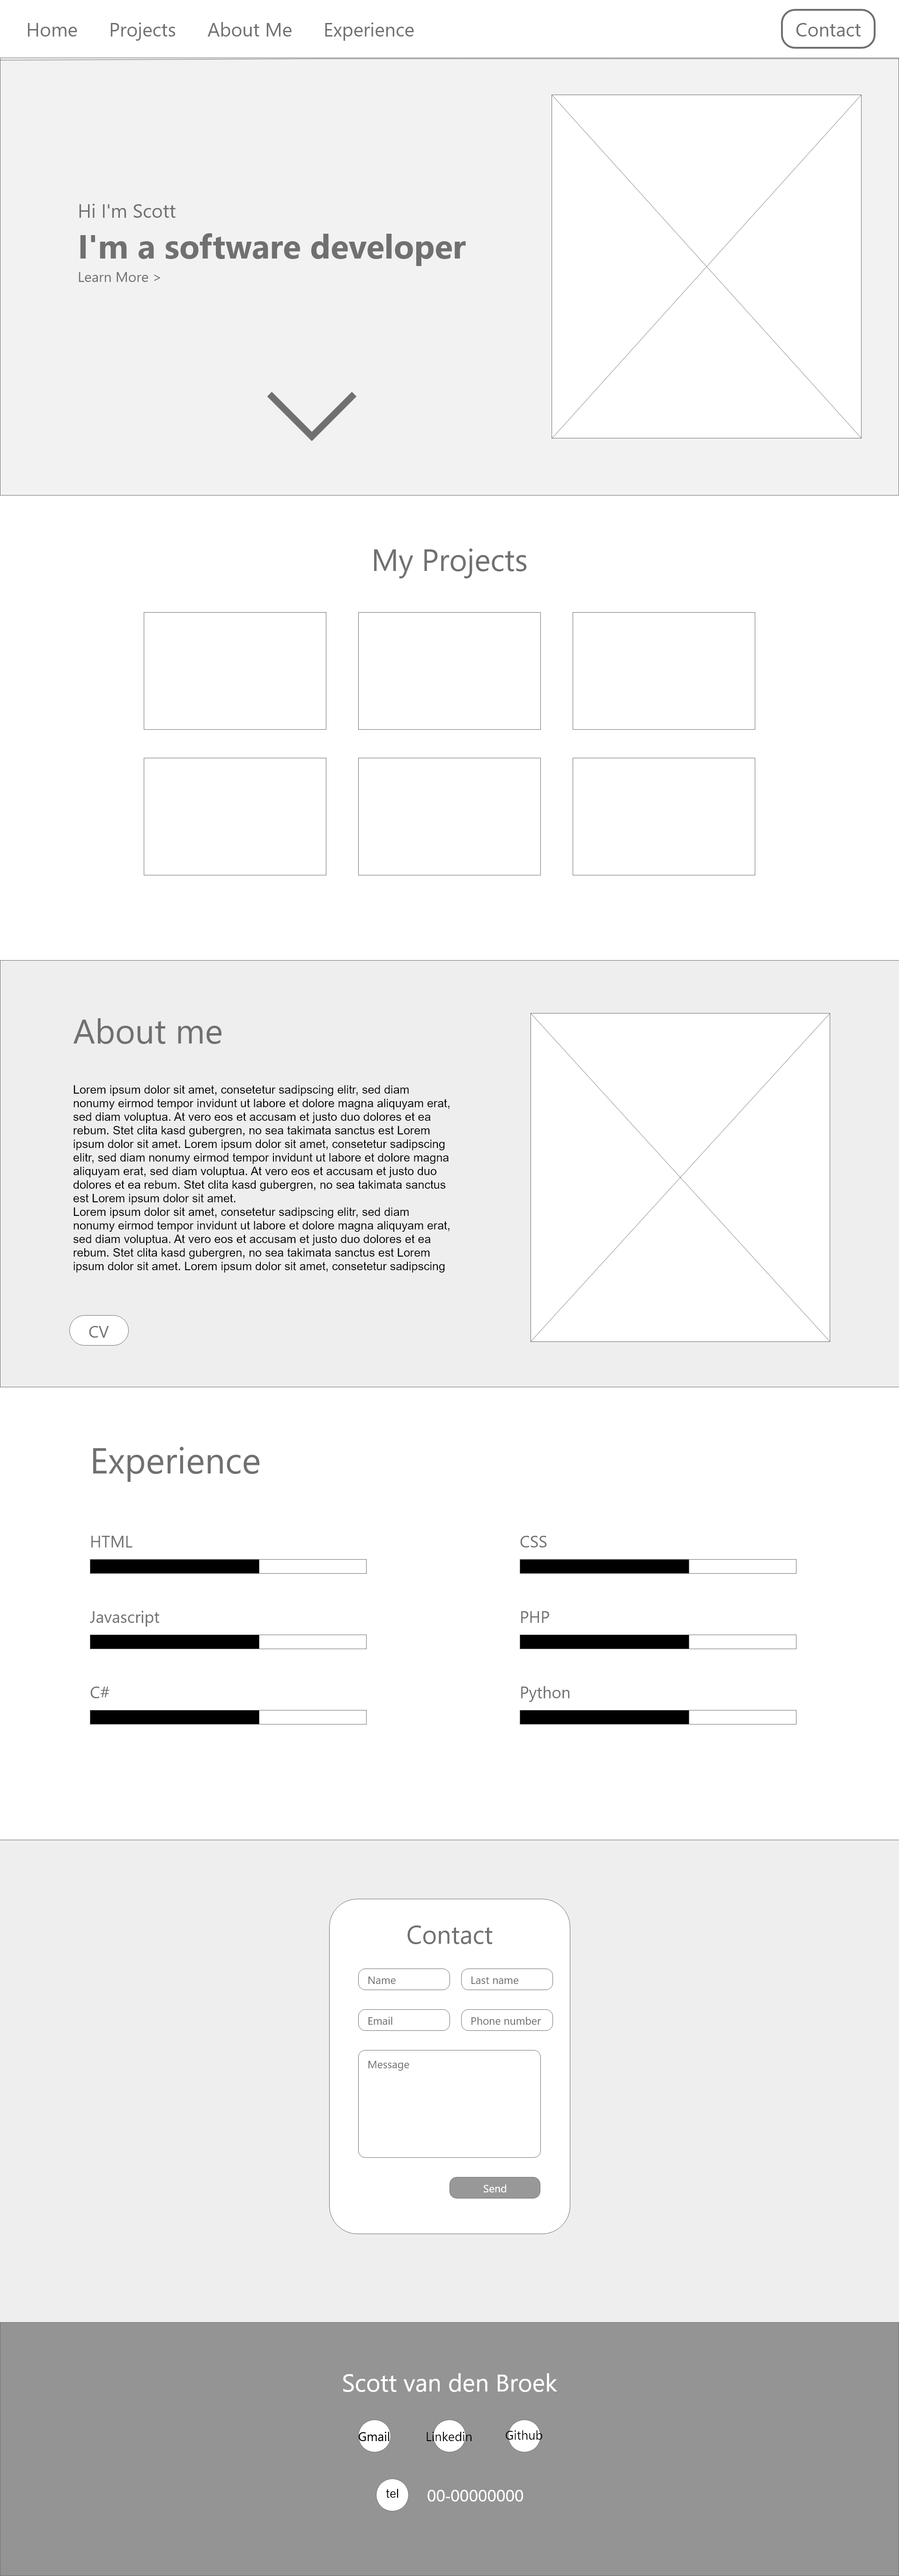 Home Projects About Me Experience Contact
Hi I'm Scott
I'm a software developer
Learn More >
My Projects
About me
Lorem ipsum dolor sit amet, consetetur sadipscing elitr, sed diam
nonumy eirmod tempor invidunt ut labore et dolore magna aliquyam erat,
sed diam voluptua. At vero eos et accusam et justo duo dolores et ea
rebum. Stet clita kasd gubergren, no sea takimata sanctus est Lorem
ipsum dolor sit amet. Lorem ipsum dolor sit amet, consetetur sadipscing
elitr, sed diam nonumy eirmod tempor invidunt ut labore et dolore magna
aliquyam erat, sed diam voluptua. At vero eos et accusam et justo duo
dolores et ea rebum. Stet clita kasd gubergren, no sea takimata sanctus
est Lorem ipsum dolor sit amet.
Lorem ipsum dolor sit amet, consetetur sadipscing elitr, sed diam
nonumy eirmod tempor invidunt ut labore et dolore magna aliquyam erat,
sed diam voluptua. At vero eos et accusam et justo duo dolores et ea
rebum. Stet clita kasd gubergren, no sea takimata sanctus est Lorem
ipsum dolor sit amet. Lorem ipsum dolor sit amet, consetetur sadipscing
CV
Experience
HTML CSS
Javascript PHP
C# Python
Contact
Name Last name
Email Phone number
Message
Send
Scott van den Broek
Gmail Linkedin Github
tel 00-00000000